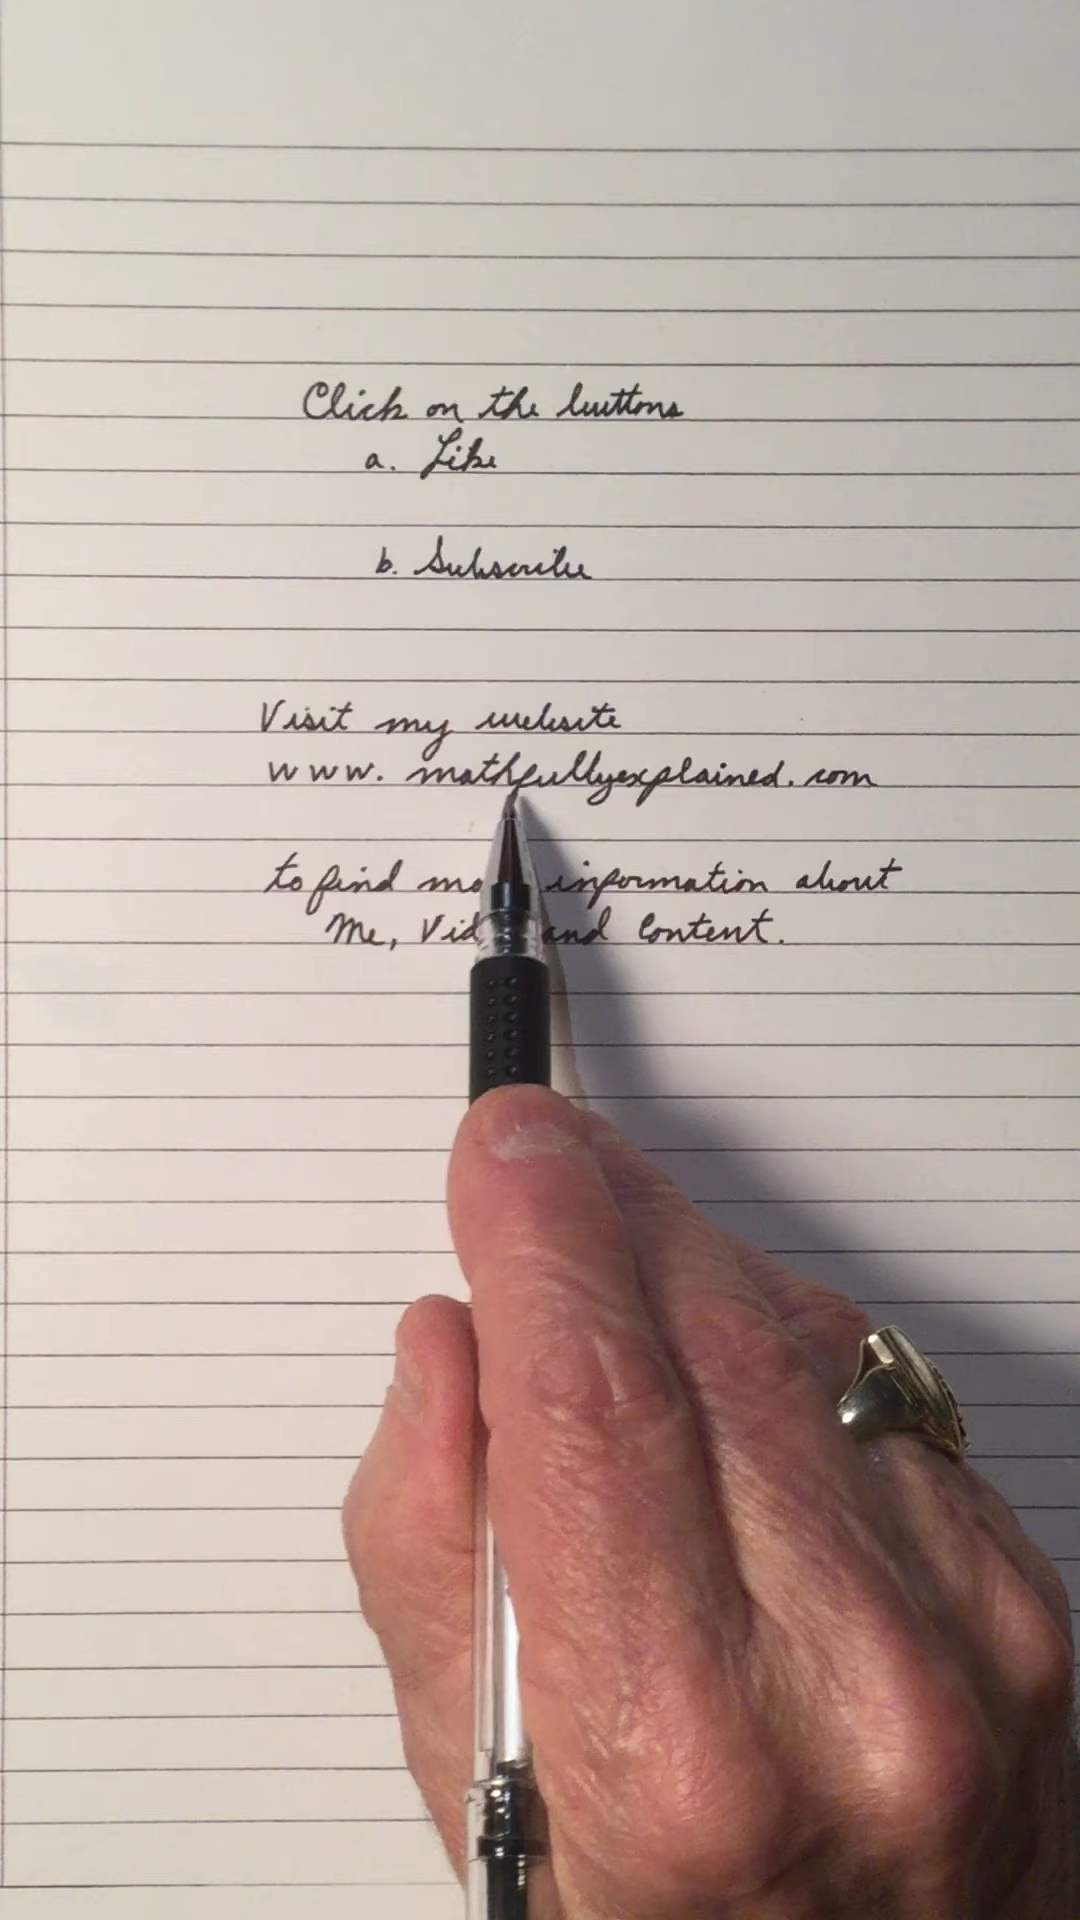 Click on the buttons
a. Like
b. Subscribe
Visit my website
www.mathfullyexplained.com
to find information about
Me, and Content.